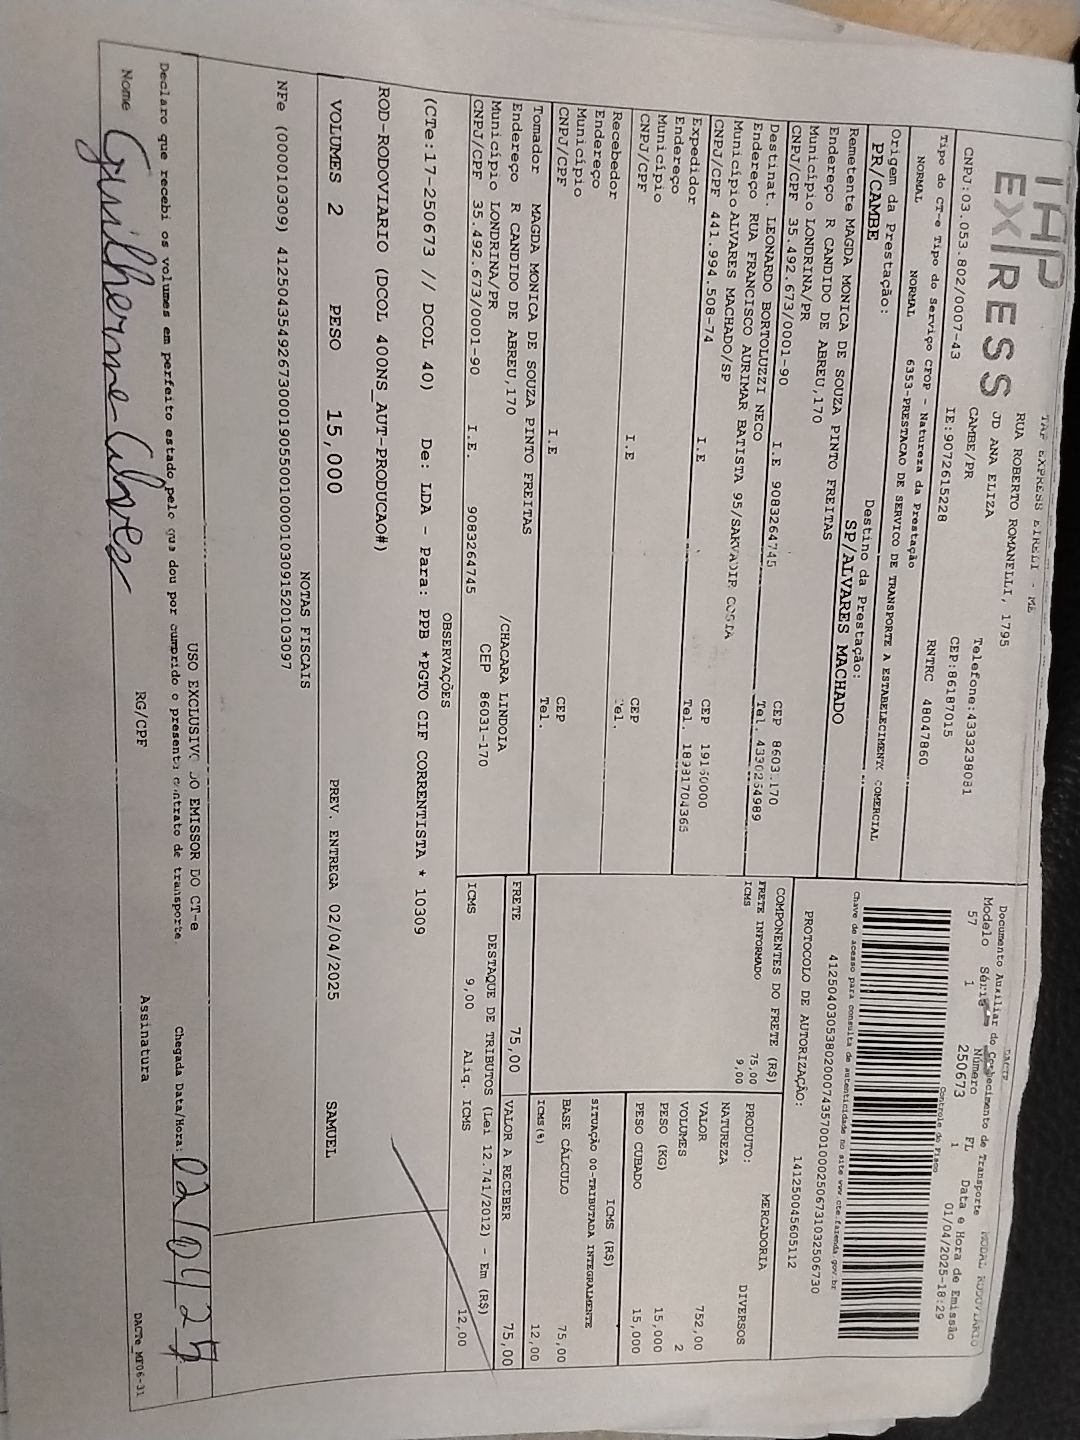 TAP EXPRESS EIRELI - ME
EXPRESS
RUA ROBERTO ROMANELLI, 1795
JD ANA ELIZA
CAMBE/PR
Telefone:4333238081
CEP:86187015
CNPJ:03.053.802/0007-43 IE:9072615228 RNTRC 48047860
Tipo do CT-e Tipo do Serviço CFOP - Natureza da Prestação
NORMAL NORMAL 6353-PRESTACAO DE SERVICO DE TRANSPORTE A ESTABELECIMENT COMERCIAL
Origem da Prestação: Destino da Prestação:
PR/CAMBE SP/ALVARES MACHADO
DACTE MODAL RODOVIÁRIO
Documento Auxiliar do Conhecimento de Transporte
Modelo Série Número FL Data e Hora de Emissão
57 1 250673 1 01/04/2025-18:29
Controle do Fisco
Chave de acesso para consulta de autenticidade no site www.cte.fazenda.gov.br
41250403053802000743570010002506731032506730
PROTOCOLO DE AUTORIZAÇÃO: 141250045605112
Remetente MAGDA MONICA DE SOUZA PINTO FREITAS
Endereço R CANDIDO DE ABREU,170
Município LONDRINA/PR CEP 8603 170
CNPJ/CPF 35.492.673/0001-90 I.E 9083264745 Tel. 4330254989
Destinat. LEONARDO BORTOLUZZI NECO
Endereço RUA FRANCISCO AURIMAR BATISTA 95/SAKVADIR COSTA
Município ALVARES MACHADO/SP CEP 19160000
CNPJ/CPF 441.994.508-74 I.E Tel. 18981704365
Expedidor
Endereço
Município CEP
CNPJ/CPF I.E Tel.
Recebedor
Endereço
Município CEP
CNPJ/CPF I.E Tel.
Tomador MAGDA MONICA DE SOUZA PINTO FREITAS
Endereço R CANDIDO DE ABREU,170 /CHACARA LINDOIA
Município LONDRINA/PR CEP 86031-170
CNPJ/CPF 35.492.673/0001-90 I.E. 9083264745
COMPONENTES DO FRETE (R$)
FRETE INFORMADO 75,00
ICMS 9,00
PRODUTO: MERCADORIA
NATUREZA DIVERSOS
VALOR 752,00
VOLUMES 2
PESO (KG) 15,000
PESO CUBADO 15,000
ICMS (R$)
SITUAÇÃO 00-TRIBUTADA INTEGRALMENTE
BASE CÁLCULO 75,00
ICMS(%) 12,00
FRETE 75,00 VALOR A RECEBER 75,00
DESTAQUE DE TRIBUTOS (Lei 12.741/2012) - Em (R$)
ICMS 9,00 Aliq. ICMS 12,00
OBSERVAÇÕES
(CTe:17-250673 // DCOL 40) De: LDA - Para: PPB *PGTO CIF CORRENTISTA * 10309
ROD-RODOVIARIO (DCOL 400NS_AUT-PRODUCAO#)
VOLUMES 2 PESO 15,000 PREV. ENTREGA 02/04/2025 SAMUEL
NOTAS FISCAIS
NFe (000010309) 41250435492673000190550010000103091520103097
USO EXCLUSIVO DO EMISSOR DO CT-e
Declaro que recebi os volumes em perfeito estado pelo que dou por cumprido o presente contrato de transporte
Chegada Data/Hora: 02/04/25
Nome Guilherme Alves RG/CPF Assinatura
DACTe_MF06-31